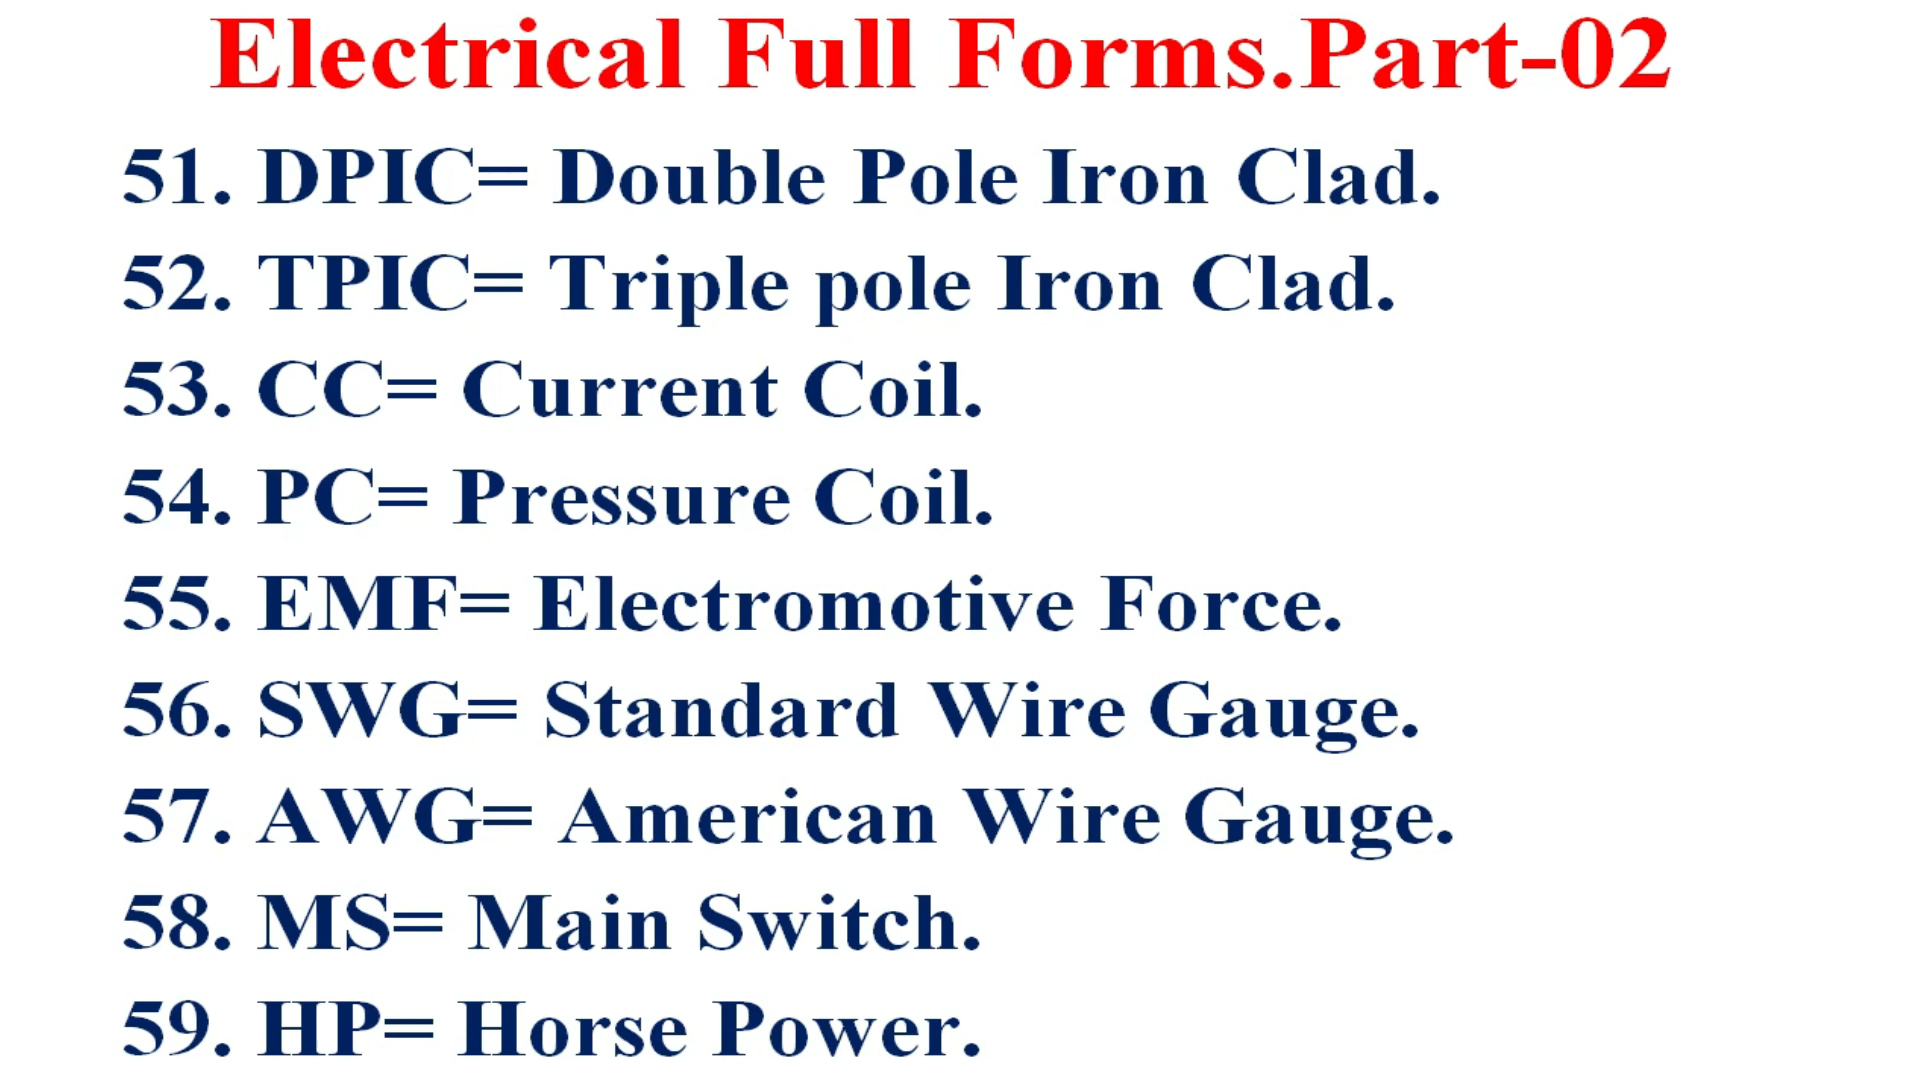 Electrical Full Forms.Part-02
51. DPIC= Double Pole Iron Clad.
52. TPIC= Triple pole Iron Clad.
53. CC= Current Coil.
54. PC= Pressure Coil.
55. EMF= Electromotive Force.
56. SWG= Standard Wire Gauge.
57. AWG= American Wire Gauge.
58. MS= Main Switch.
59. HP= Horse Power.